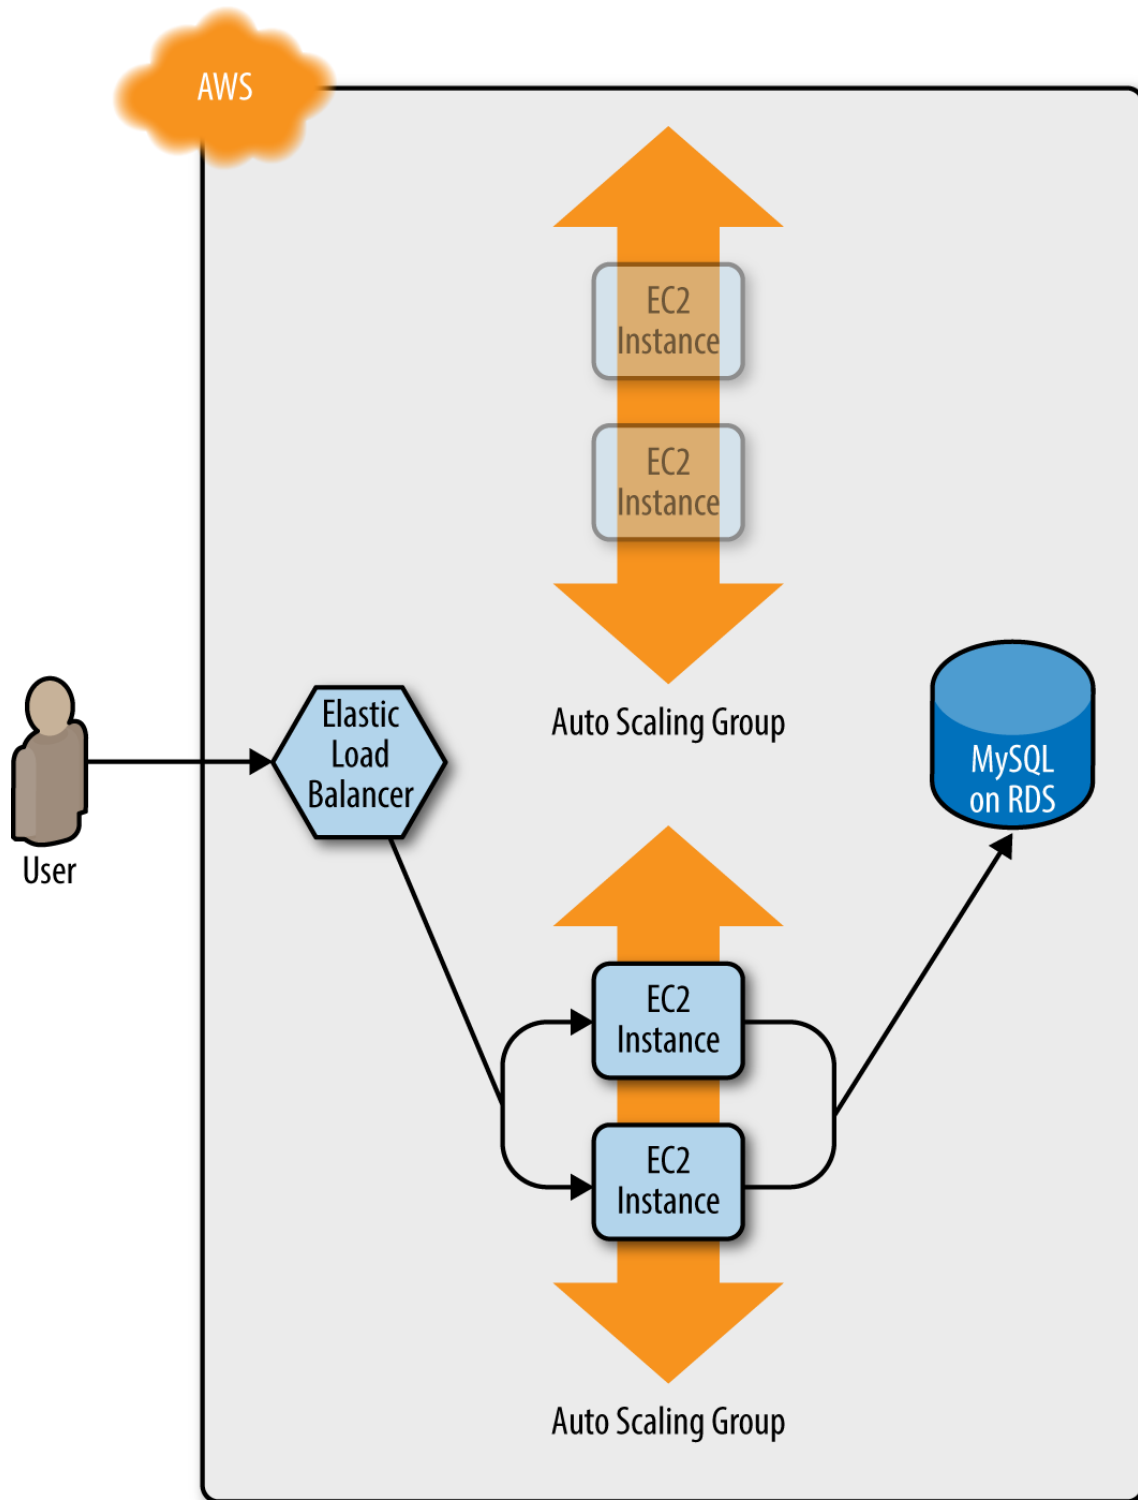 AWS
EC2
Instance
EC2
Instance
Auto Scaling Group
User
Elastic
Load
Balancer
MySQL
on RDS
EC2
Instance
EC2
Instance
Auto Scaling Group